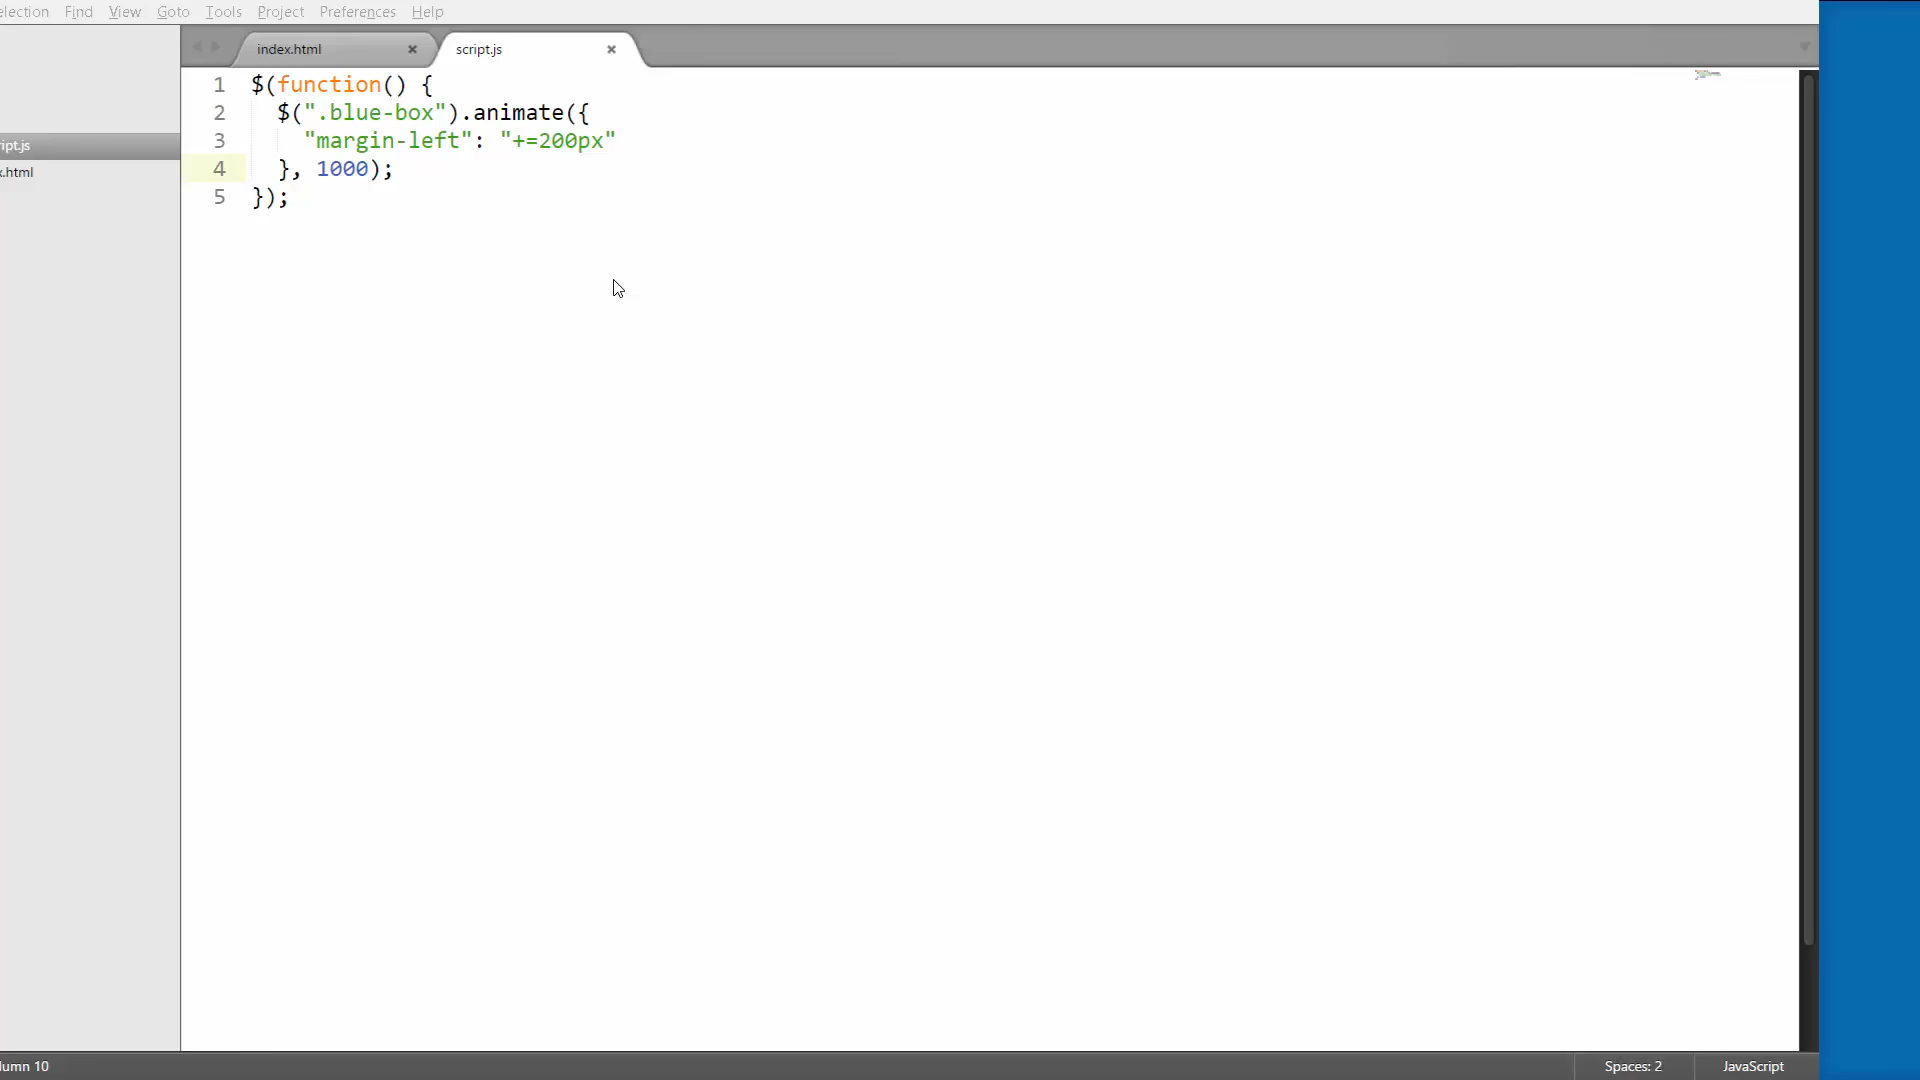 election Find View Goto Tools Project Preferences Help
index.html script.js
ript.js
x.html
1 $(function() {
2 $(".blue-box").animate({
3 "margin-left": "+=200px"
4 }, 1000);
5 });
lumn 10 Spaces: 2 JavaScript